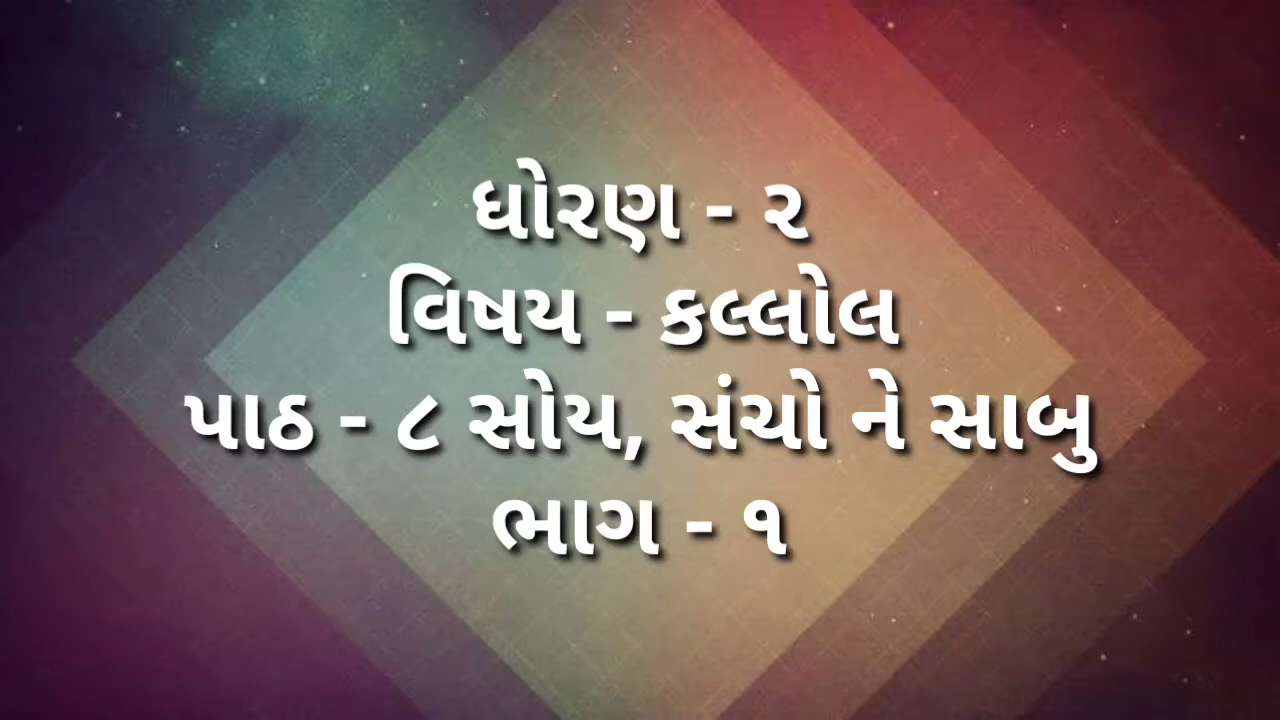 ધોરણ - ૨
વિષય - કલ્લોલ
પાઠ - ૮ સોય, સંચો ને સાબુ
ભાગ - ૧